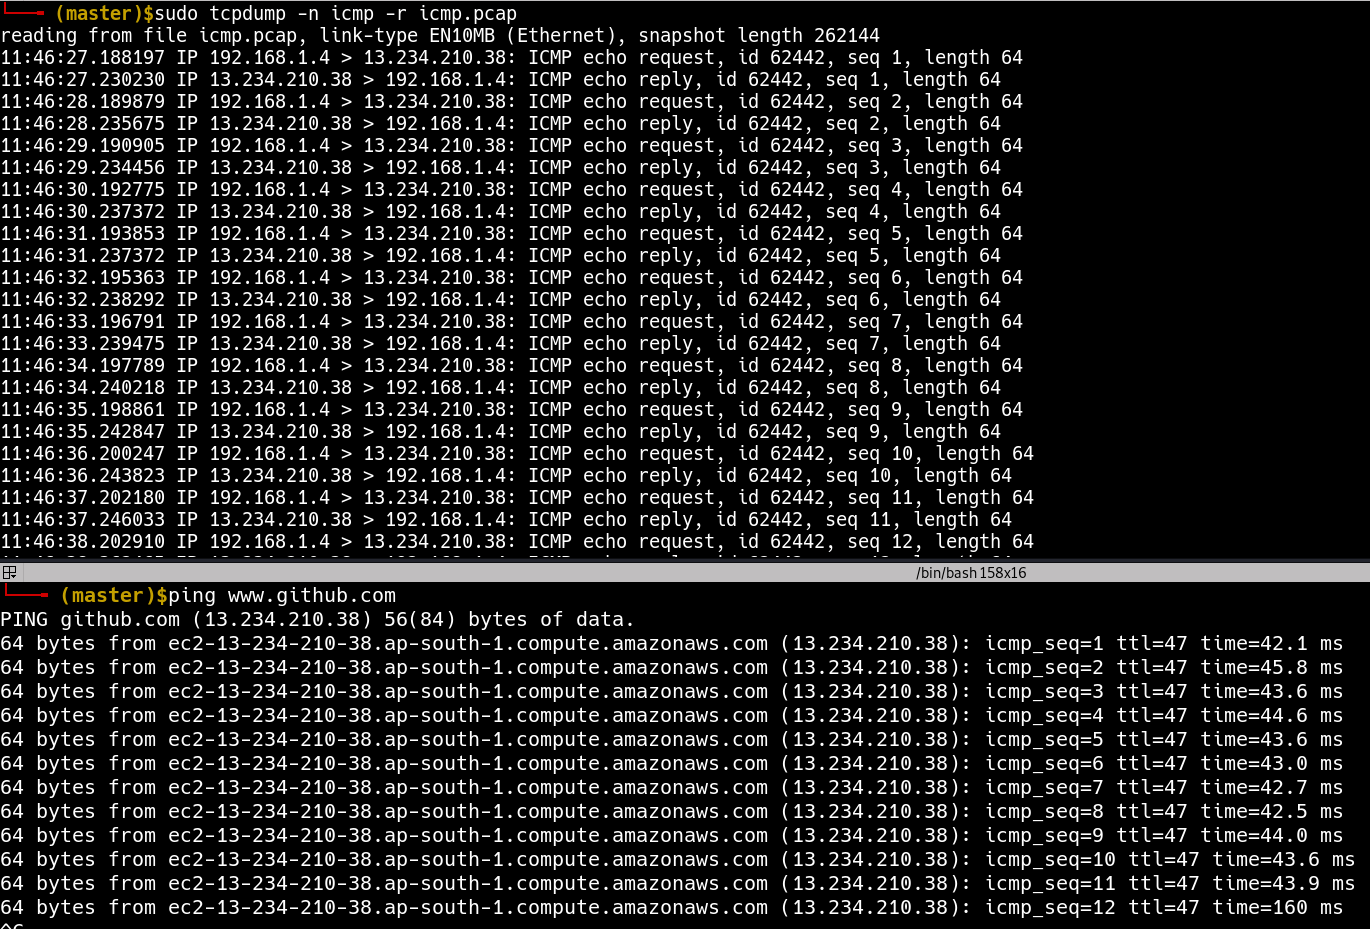 (master)$sudo tcpdump -n icmp -r icmp.pcap
reading from file icmp.pcap, link-type EN10MB (Ethernet), snapshot length 262144
11:46:27.188197 IP 192.168.1.4 > 13.234.210.38: ICMP echo request, id 62442, seq 1, length 64
11:46:27.230230 IP 13.234.210.38 > 192.168.1.4: ICMP echo reply, id 62442, seq 1, length 64
11:46:28.189879 IP 192.168.1.4 > 13.234.210.38: ICMP echo request, id 62442, seq 2, length 64
11:46:28.235675 IP 13.234.210.38 > 192.168.1.4: ICMP echo reply, id 62442, seq 2, length 64
11:46:29.190905 IP 192.168.1.4 > 13.234.210.38: ICMP echo request, id 62442, seq 3, length 64
11:46:29.234456 IP 13.234.210.38 > 192.168.1.4: ICMP echo reply, id 62442, seq 3, length 64
11:46:30.192775 IP 192.168.1.4 > 13.234.210.38: ICMP echo request, id 62442, seq 4, length 64
11:46:30.237372 IP 13.234.210.38 > 192.168.1.4: ICMP echo reply, id 62442, seq 4, length 64
11:46:31.193853 IP 192.168.1.4 > 13.234.210.38: ICMP echo request, id 62442, seq 5, length 64
11:46:31.237372 IP 13.234.210.38 > 192.168.1.4: ICMP echo reply, id 62442, seq 5, length 64
11:46:32.195363 IP 192.168.1.4 > 13.234.210.38: ICMP echo request, id 62442, seq 6, length 64
11:46:32.238292 IP 13.234.210.38 > 192.168.1.4: ICMP echo reply, id 62442, seq 6, length 64
11:46:33.196791 IP 192.168.1.4 > 13.234.210.38: ICMP echo request, id 62442, seq 7, length 64
11:46:33.239475 IP 13.234.210.38 > 192.168.1.4: ICMP echo reply, id 62442, seq 7, length 64
11:46:34.197789 IP 192.168.1.4 > 13.234.210.38: ICMP echo request, id 62442, seq 8, length 64
11:46:34.240218 IP 13.234.210.38 > 192.168.1.4: ICMP echo reply, id 62442, seq 8, length 64
11:46:35.198861 IP 192.168.1.4 > 13.234.210.38: ICMP echo request, id 62442, seq 9, length 64
11:46:35.242847 IP 13.234.210.38 > 192.168.1.4: ICMP echo reply, id 62442, seq 9, length 64
11:46:36.200247 IP 192.168.1.4 > 13.234.210.38: ICMP echo request, id 62442, seq 10, length 64
11:46:36.243823 IP 13.234.210.38 > 192.168.1.4: ICMP echo reply, id 62442, seq 10, length 64
11:46:37.202180 IP 192.168.1.4 > 13.234.210.38: ICMP echo request, id 62442, seq 11, length 64
11:46:37.246033 IP 13.234.210.38 > 192.168.1.4: ICMP echo reply, id 62442, seq 11, length 64
11:46:38.202910 IP 192.168.1.4 > 13.234.210.38: ICMP echo request, id 62442, seq 12, length 64
/bin/bash 158x16
(master)$ping www.github.com
PING github.com (13.234.210.38) 56(84) bytes of data.
64 bytes from ec2-13-234-210-38.ap-south-1.compute.amazonaws.com (13.234.210.38): icmp_seq=1 ttl=47 time=42.1 ms
64 bytes from ec2-13-234-210-38.ap-south-1.compute.amazonaws.com (13.234.210.38): icmp_seq=2 ttl=47 time=45.8 ms
64 bytes from ec2-13-234-210-38.ap-south-1.compute.amazonaws.com (13.234.210.38): icmp_seq=3 ttl=47 time=43.6 ms
64 bytes from ec2-13-234-210-38.ap-south-1.compute.amazonaws.com (13.234.210.38): icmp_seq=4 ttl=47 time=44.6 ms
64 bytes from ec2-13-234-210-38.ap-south-1.compute.amazonaws.com (13.234.210.38): icmp_seq=5 ttl=47 time=43.6 ms
64 bytes from ec2-13-234-210-38.ap-south-1.compute.amazonaws.com (13.234.210.38): icmp_seq=6 ttl=47 time=43.0 ms
64 bytes from ec2-13-234-210-38.ap-south-1.compute.amazonaws.com (13.234.210.38): icmp_seq=7 ttl=47 time=42.7 ms
64 bytes from ec2-13-234-210-38.ap-south-1.compute.amazonaws.com (13.234.210.38): icmp_seq=8 ttl=47 time=42.5 ms
64 bytes from ec2-13-234-210-38.ap-south-1.compute.amazonaws.com (13.234.210.38): icmp_seq=9 ttl=47 time=44.0 ms
64 bytes from ec2-13-234-210-38.ap-south-1.compute.amazonaws.com (13.234.210.38): icmp_seq=10 ttl=47 time=43.6 ms
64 bytes from ec2-13-234-210-38.ap-south-1.compute.amazonaws.com (13.234.210.38): icmp_seq=11 ttl=47 time=43.9 ms
64 bytes from ec2-13-234-210-38.ap-south-1.compute.amazonaws.com (13.234.210.38): icmp_seq=12 ttl=47 time=160 ms